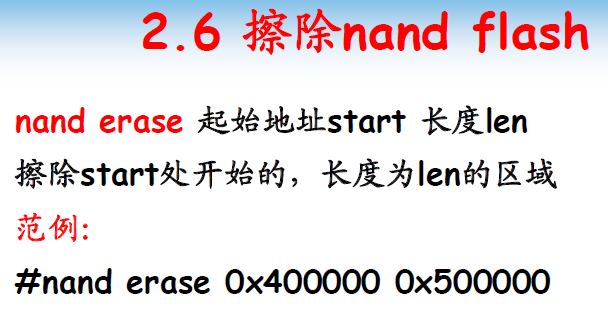 2.6 擦除nand flash
nand erase 起始地址start 长度len
擦除start处开始的，长度为len的区域
范例:
#nand erase 0x400000 0x500000